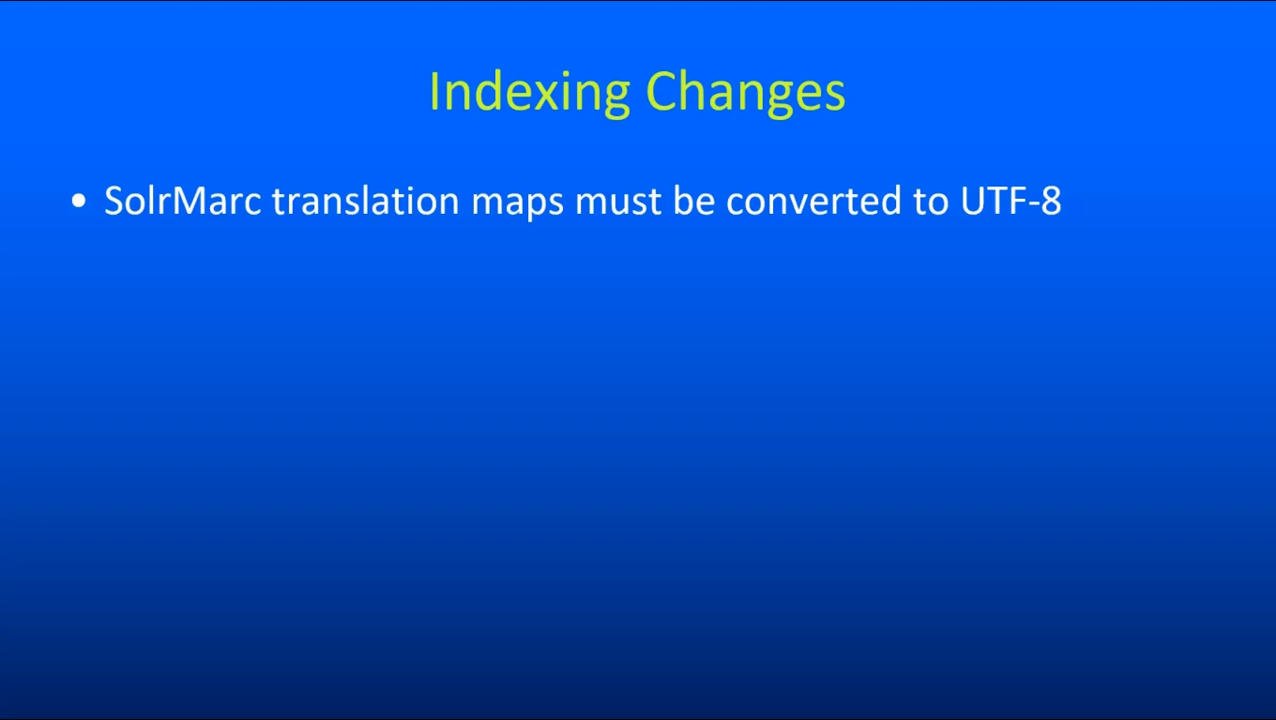 Indexing Changes
• SolrMarc translation maps must be converted to UTF-8